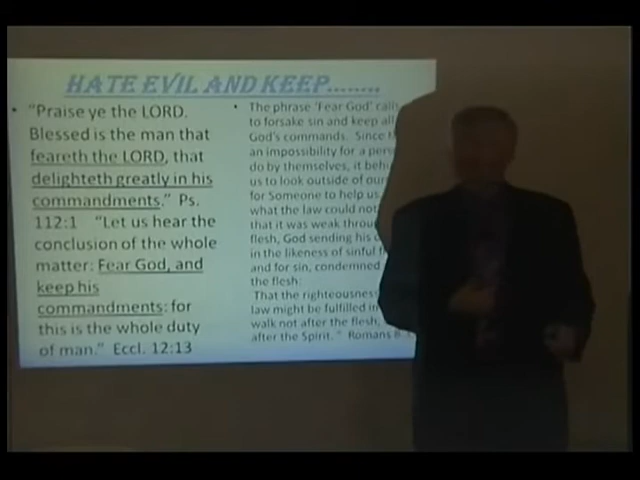 HATE EVIL AND KEEP........
• "Praise ye the LORD.
Blessed is the man that
feareth the LORD, that
delighteth greatly in his
commandments." Ps.
112:1 "Let us hear the
conclusion of the whole
matter: Fear God, and
keep his
commandments: for
this is the whole duty
of man." Eccl. 12:13
• The phrase 'Fear God' calls
to forsake sin and keep all
God's commands. Since
an impossibility for a
do by themselves, it
us to look outside of
for Someone to help us.
what the law could not
that it was weak
flesh, God sending his
in the likeness of sinful
and for sin, condemned
the flesh:
That the
law might be fulfilled in
walk not after the flesh,
after the Spirit." Romans